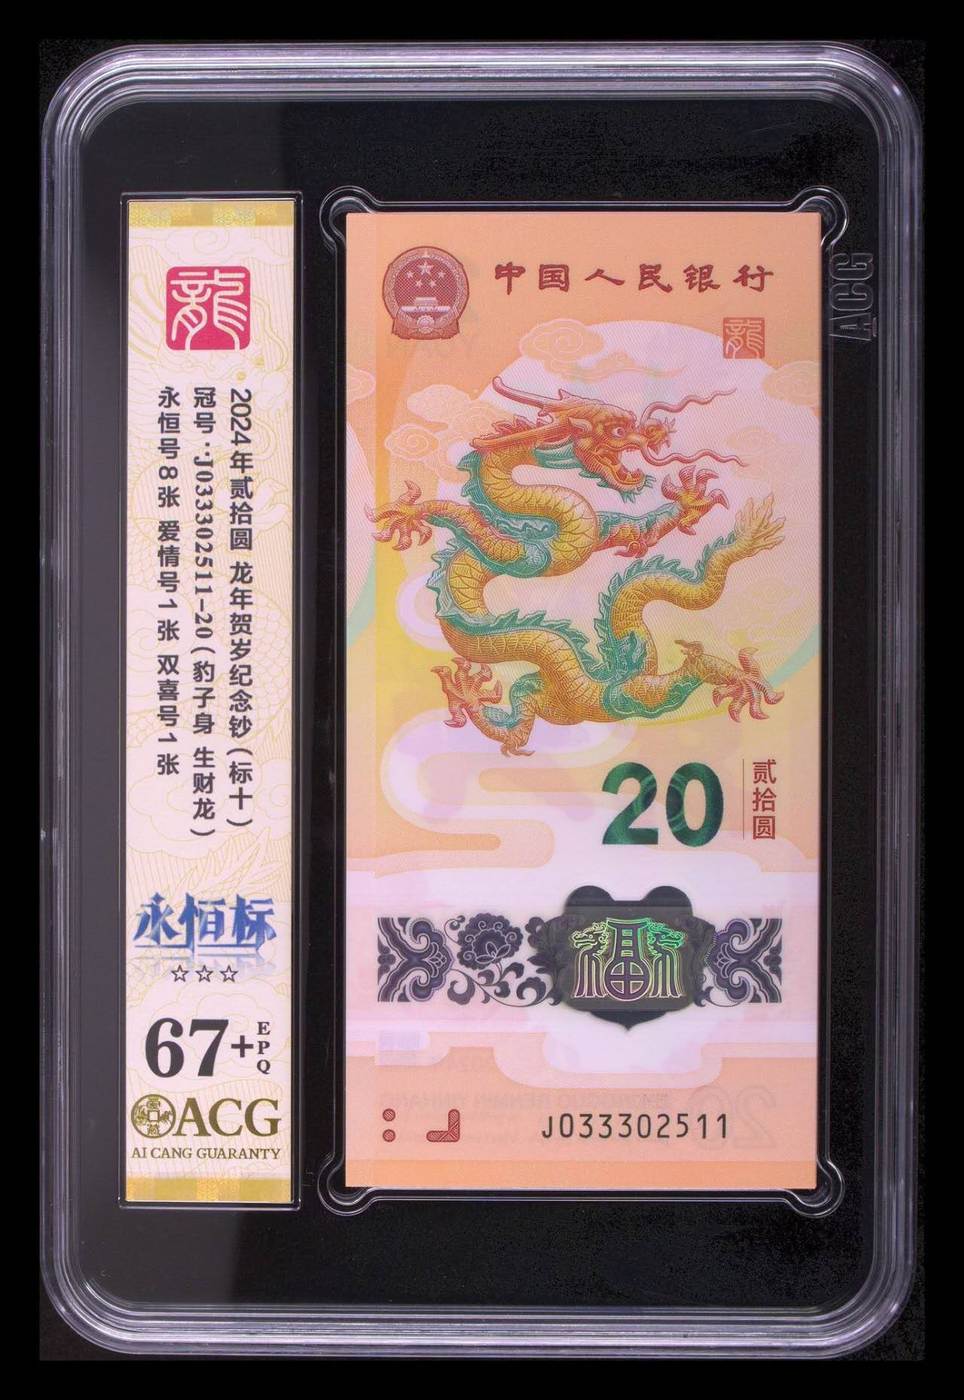 龍
2024年贰拾圆 龙年贺岁纪念钞(标十)
冠号:J033302511-20(豹子身 生财龙)
永恒号8张 爱情号1张 双喜号1张
永恒标
67+
EPQ
ACG
AI CANG GUARANTY
中国人民银行
龍
20
贰拾圆
福
J033302511
ACG